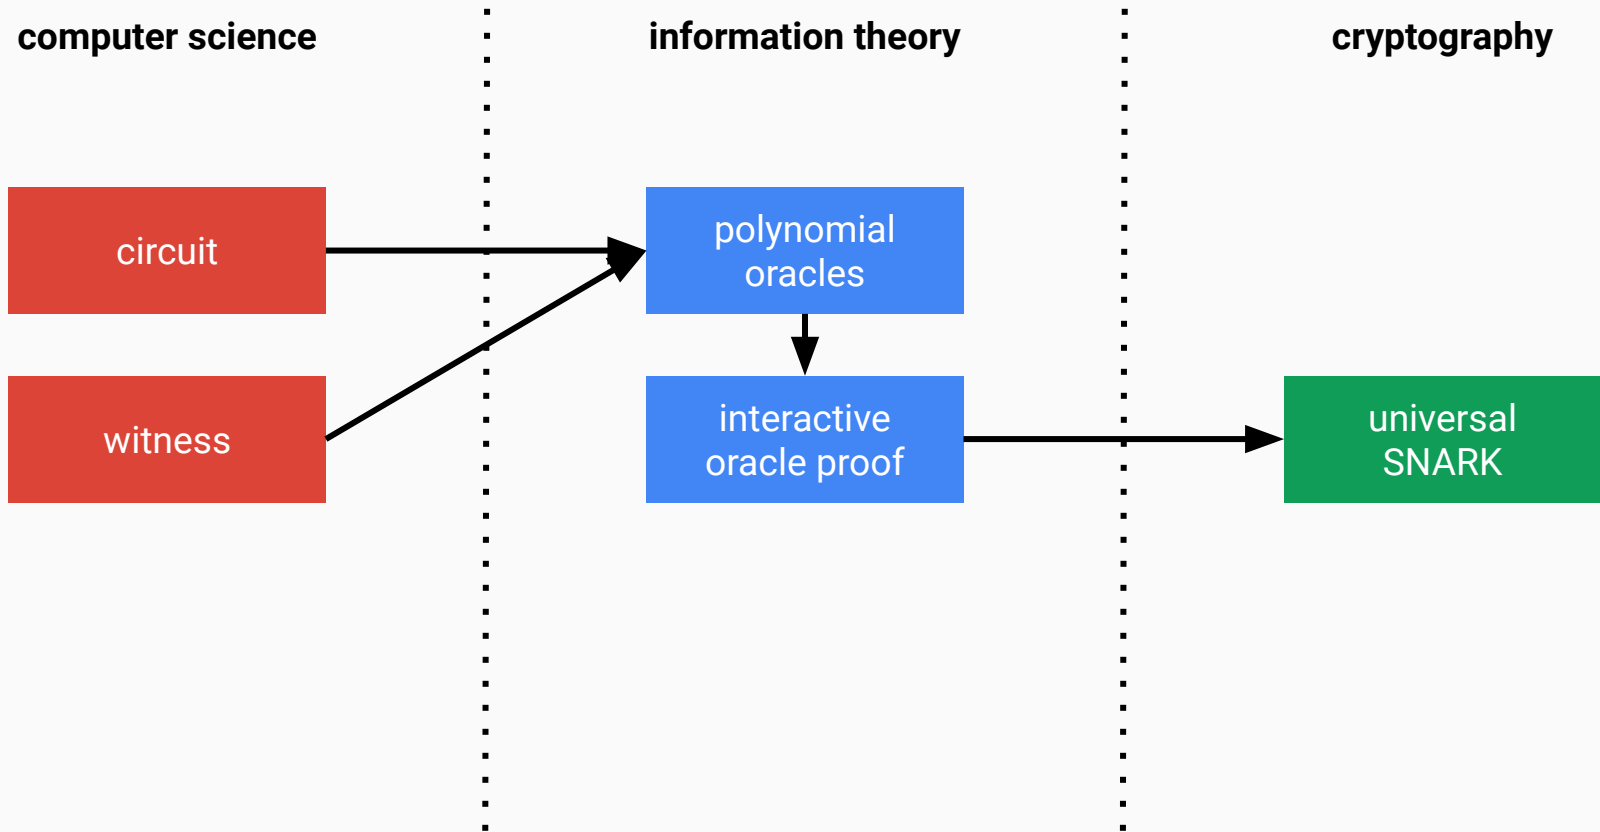 computer science
information theory
cryptography
circuit
polynomial
oracles
witness
interactive
oracle proof
universal
SNARK